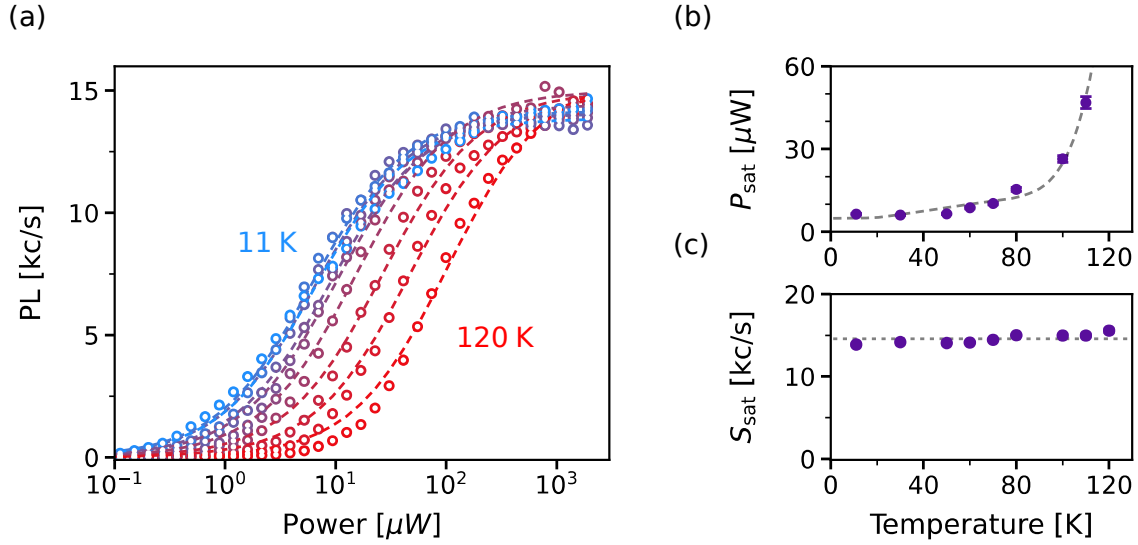 (a)
15
10
5
0
PL [kc/s]
11 K
120 K
10⁻¹ 10⁰ 10¹ 10² 10³
Power [μW]
(b)
60
30
0
P_sat [μW]
0 40 80 120
(c)
20
10
0
S_sat [kc/s]
0 40 80 120
Temperature [K]